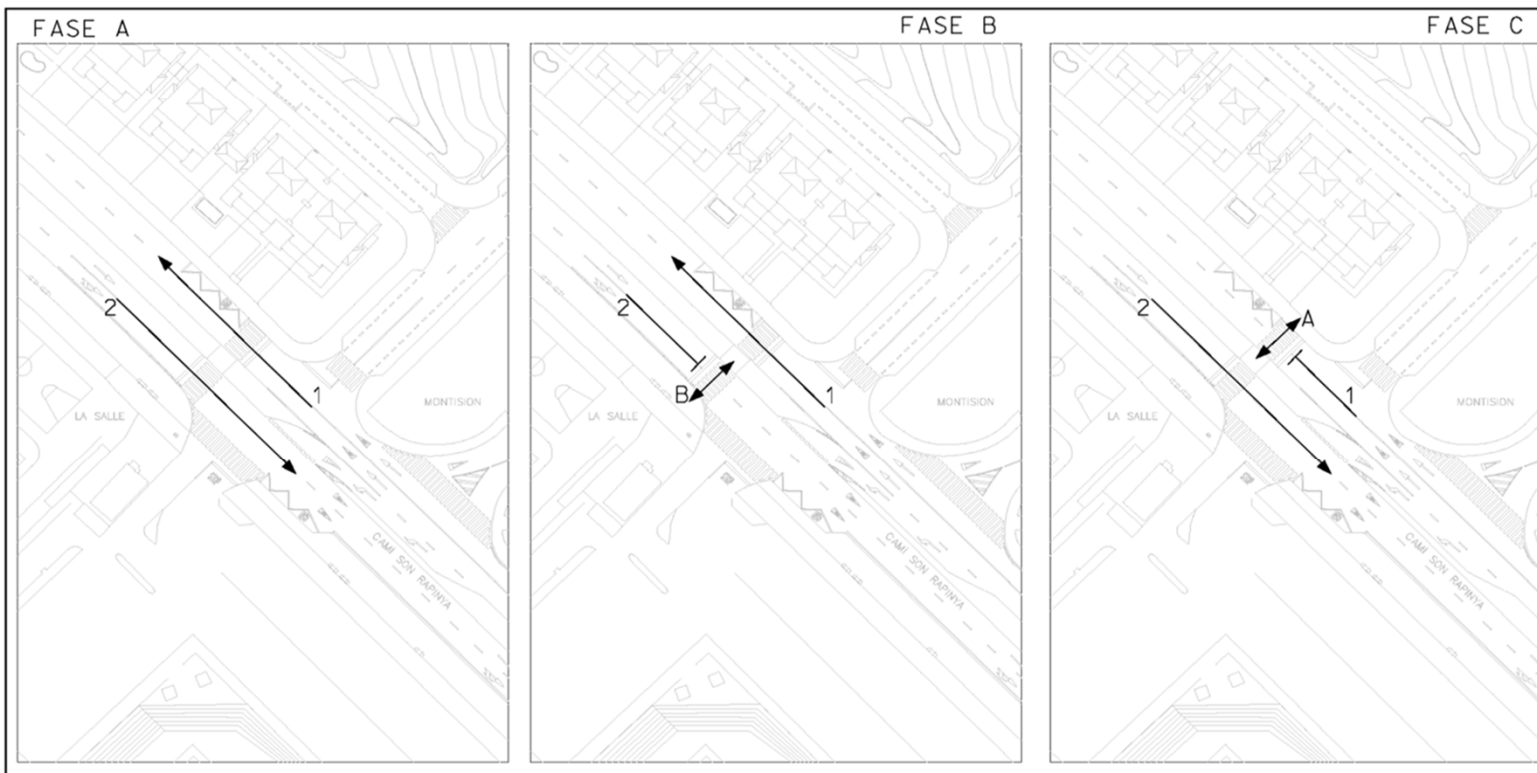 FASE A
2
1
LA SALLE
MONTISION
CAMI SON RAPINYA
FASE B
2
B
1
LA SALLE
MONTISION
CAMI SON RAPINYA
FASE C
2
A
1
LA SALLE
MONTISION
CAMI SON RAPINYA